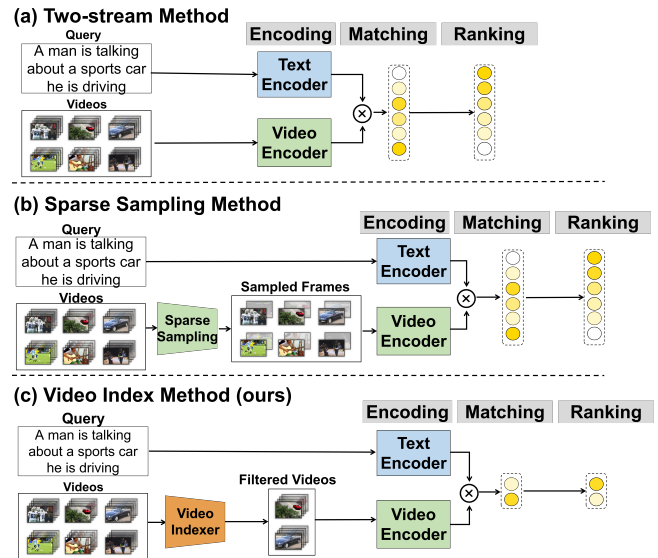 (a) Two-stream Method
Encoding Matching Ranking
Query
A man is talking
about a sports car
he is driving
Text
Encoder
Videos
Video
Encoder
(b) Sparse Sampling Method
Encoding Matching Ranking
Query
A man is talking
about a sports car
he is driving
Text
Encoder
Videos
Sparse
Sampling
Sampled Frames
Video
Encoder
(c) Video Index Method (ours)
Encoding Matching Ranking
Query
A man is talking
about a sports car
he is driving
Text
Encoder
Videos
Video
Indexer
Filtered Videos
Video
Encoder